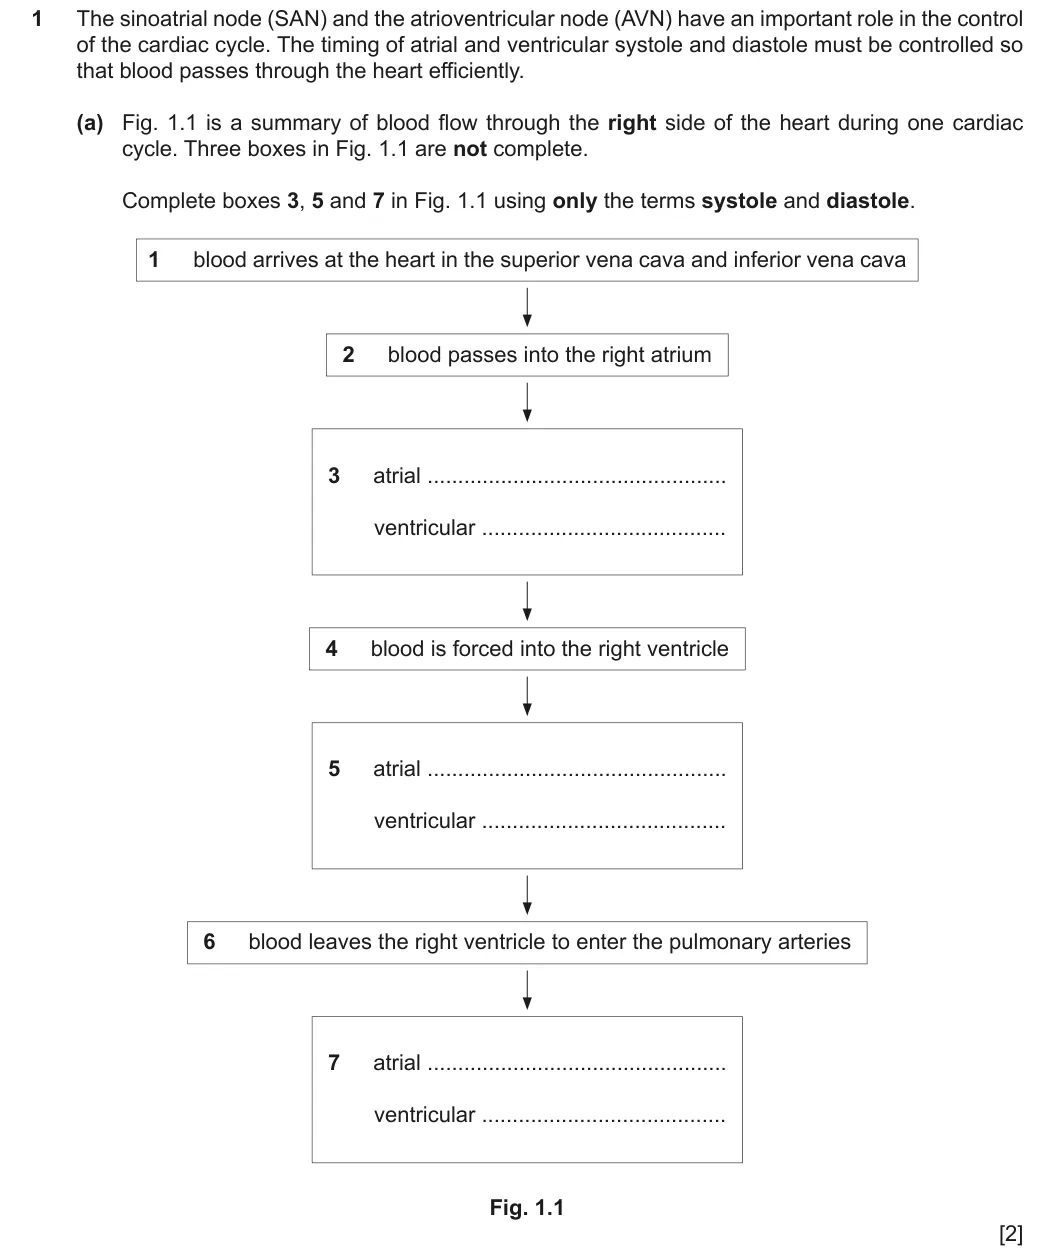 1 The sinoatrial node (SAN) and the atrioventricular node (AVN) have an important role in the control
of the cardiac cycle. The timing of atrial and ventricular systole and diastole must be controlled so
that blood passes through the heart efficiently.
(a) Fig. 1.1 is a summary of blood flow through the right side of the heart during one cardiac
cycle. Three boxes in Fig. 1.1 are not complete.
Complete boxes 3, 5 and 7 in Fig. 1.1 using only the terms systole and diastole.
1 blood arrives at the heart in the superior vena cava and inferior vena cava
2 blood passes into the right atrium
3 atrial .................................................
ventricular ........................................
4 blood is forced into the right ventricle
5 atrial .................................................
ventricular ........................................
6 blood leaves the right ventricle to enter the pulmonary arteries
7 atrial .................................................
ventricular ........................................
Fig. 1.1
[2]